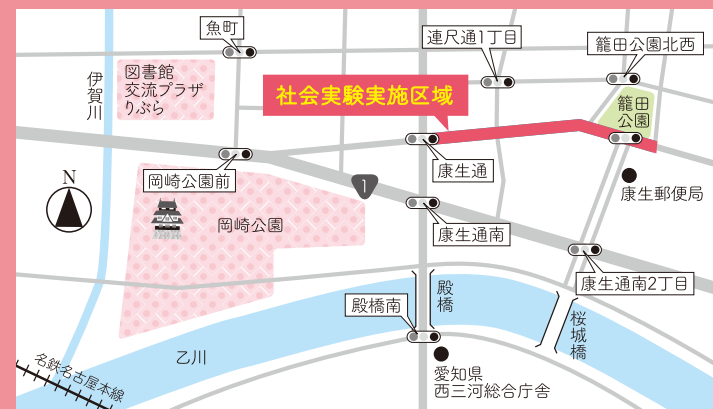 魚町
連尺通1丁目
籠田公園北西
伊賀川
図書館
交流プラザ
りぶら
社会実験実施区域
籠田
公園
康生通
岡崎公園前
N
1
岡崎公園
康生郵便局
康生通南
康生通南2丁目
殿橋
殿橋南
桜城橋
乙川
名鉄名古屋本線
愛知県
西三河総合庁舎